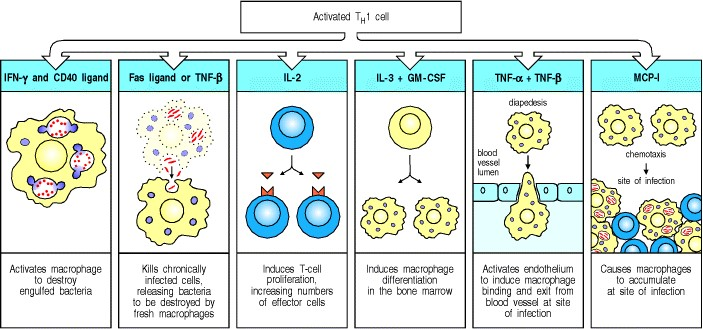 Activated TH1 cell
IFN-γ and CD40 ligand
Fas ligand or TNF-β
IL-2
IL-3 + GM-CSF
TNF-α + TNF-β
MCP-I
diapedesis
blood
vessel
lumen
chemotaxis
site of infection
Activates macrophage
to destroy
engulfed bacteria
Kills chronically
infected cells,
releasing bacteria
to be destroyed by
fresh macrophages
Induces T-cell
proliferation,
increasing numbers
of effector cells
Induces macrophage
differentiation
in the bone marrow
Activates endothelium
to induce macrophage
binding and exit from
blood vessel at site
of infection
Causes macrophages
to accumulate
at site of infection